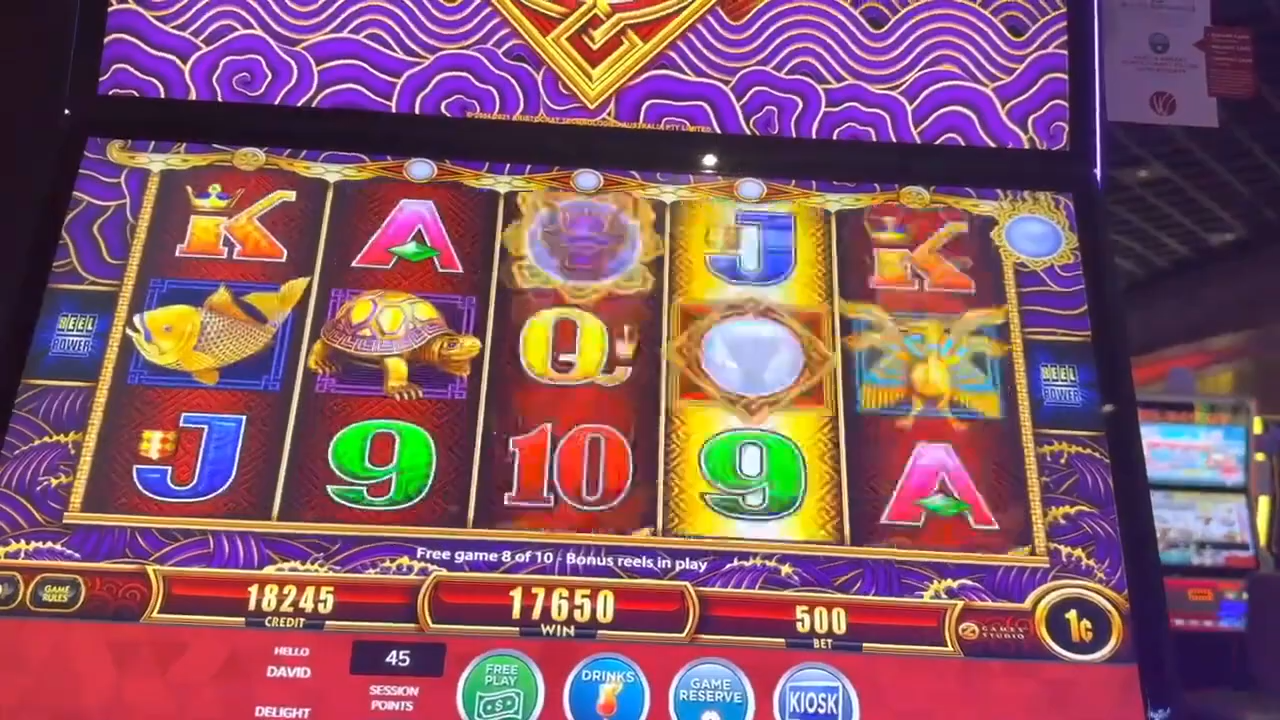 K A J K
REEL POWER
Q
REEL POWER
J 9 10 9 A
Free game 8 of 10 - Bonus reels in play
GAME RULES
18245
CREDIT
17650
WIN
500
BET
1¢
HELLO
DAVID
45
SESSION POINTS
DELIGHT
FREE PLAY
DRINKS
GAME RESERVE
KIOSK